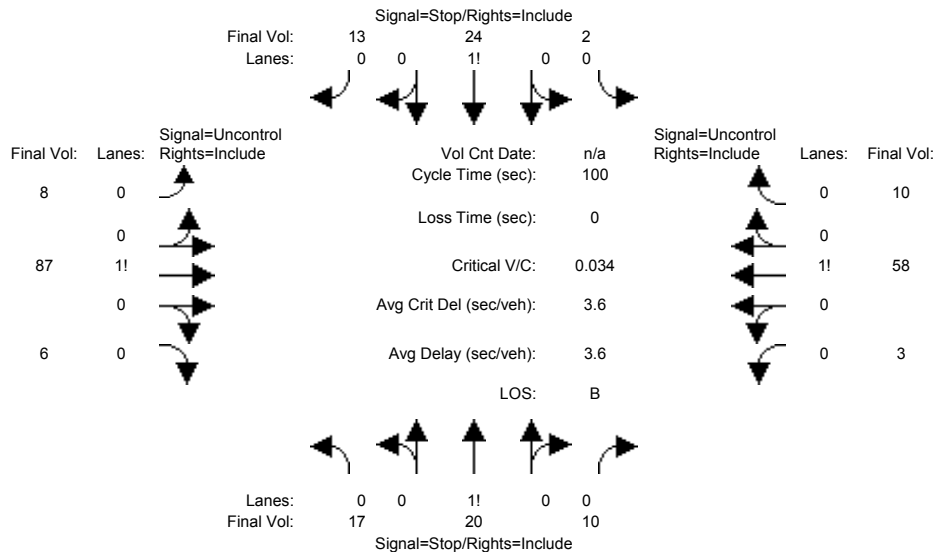 Signal=Stop/Rights=Include
Final Vol: 13 24 2
Lanes: 0 0 1! 0 0
Signal=Uncontrol Signal=Uncontrol
Final Vol: Lanes: Rights=Include Vol Cnt Date: n/a Rights=Include Lanes: Final Vol:
Cycle Time (sec): 100
8 0 0 10
Loss Time (sec): 0
0 0
87 1! Critical V/C: 0.034 1! 58
0 Avg Crit Del (sec/veh): 3.6 0
6 0 Avg Delay (sec/veh): 3.6 0 3
LOS: B
Lanes: 0 0 1! 0 0
Final Vol: 17 20 10
Signal=Stop/Rights=Include